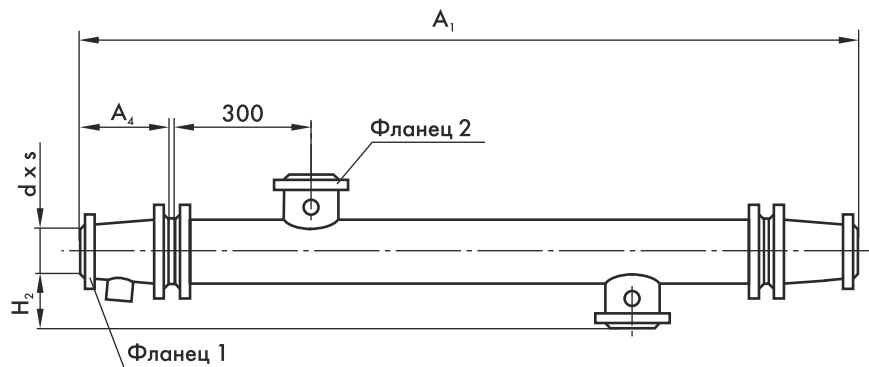 A₁
A₄
300
Фланец 2
d x s
H₂
Фланец 1